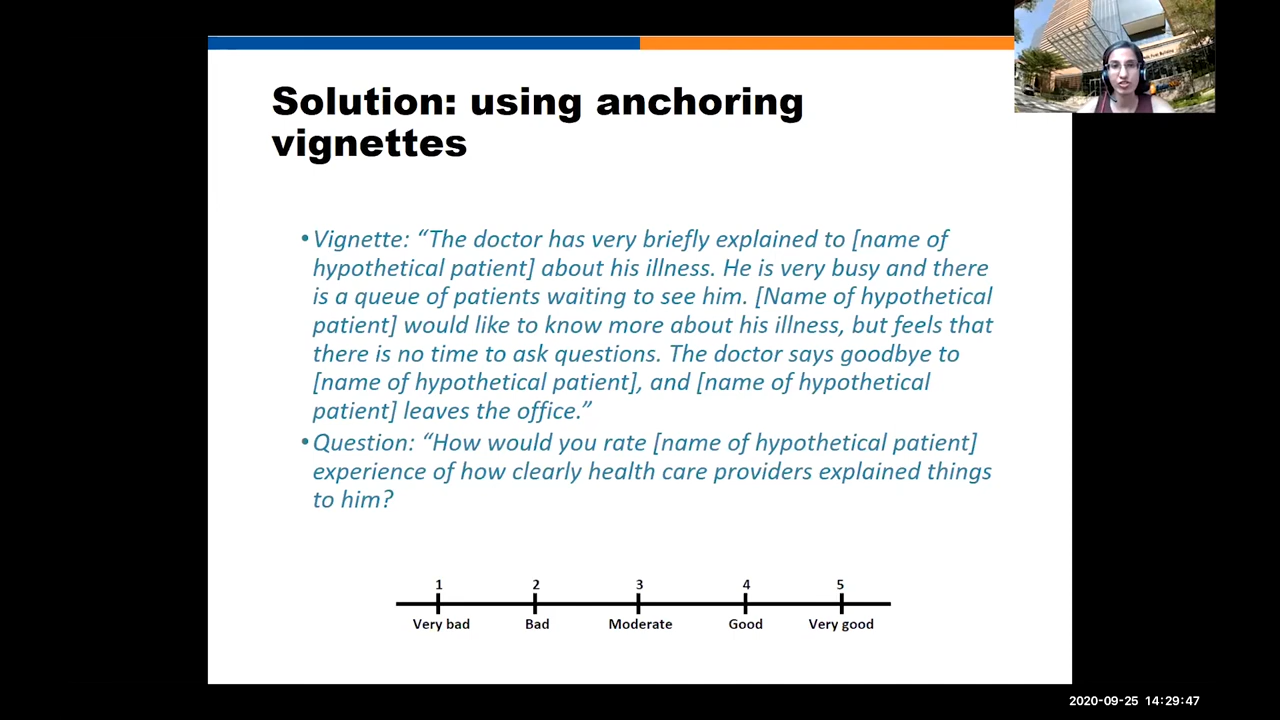 Solution: using anchoring
vignettes
•Vignette: “The doctor has very briefly explained to [name of
hypothetical patient] about his illness. He is very busy and there
is a queue of patients waiting to see him. [Name of hypothetical
patient] would like to know more about his illness, but feels that
there is no time to ask questions. The doctor says goodbye to
[name of hypothetical patient], and [name of hypothetical
patient] leaves the office.”
•Question: “How would you rate [name of hypothetical patient]
experience of how clearly health care providers explained things
to him?
1 2 3 4 5
Very bad Bad Moderate Good Very good
2020-09-25 14:29:47